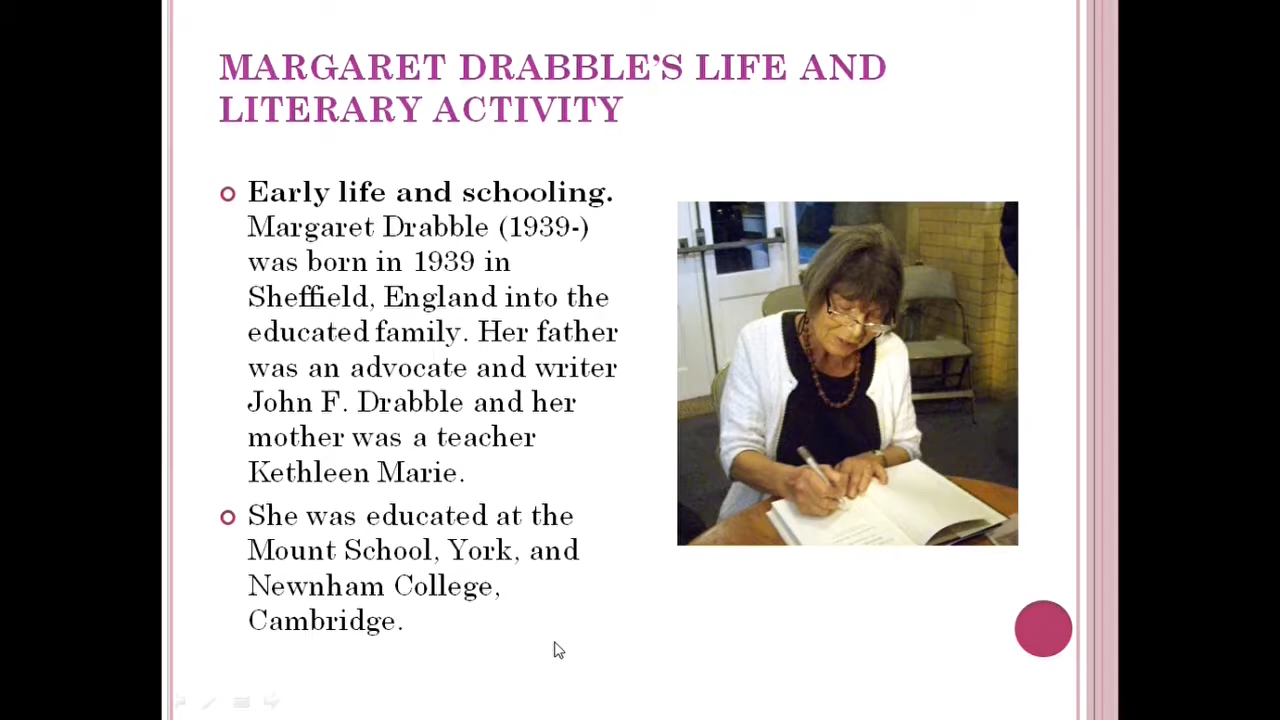 MARGARET DRABBLE’S LIFE AND
LITERARY ACTIVITY
Early life and schooling.
Margaret Drabble (1939-)
was born in 1939 in
Sheffield, England into the
educated family. Her father
was an advocate and writer
John F. Drabble and her
mother was a teacher
Kethleen Marie.
She was educated at the
Mount School, York, and
Newnham College,
Cambridge.